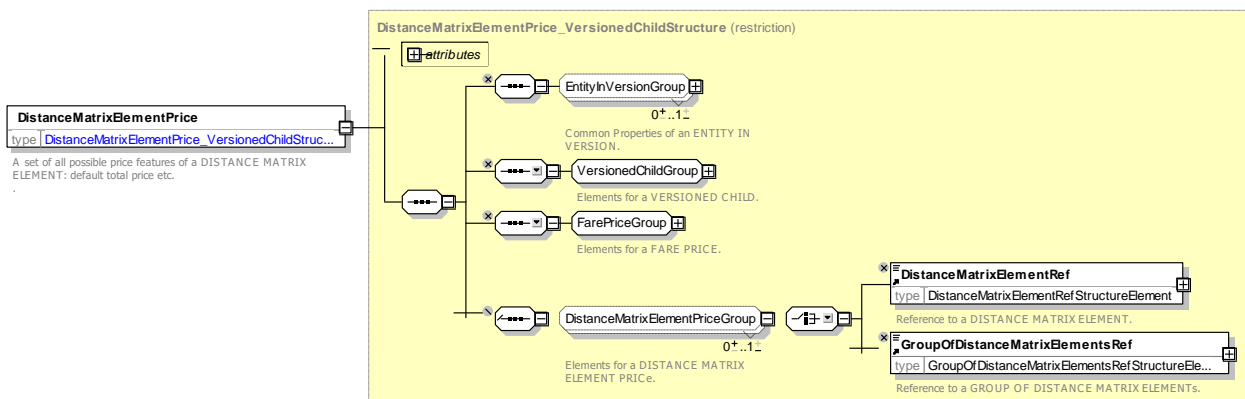 DistanceMatrixElementPrice_VersionedChildStructure (restriction)
attributes
EntityInVersionGroup
0..1
Common Properties of an ENTITY IN
VERSION.
DistanceMatrixElementPrice
type DistanceMatrixElementPrice_VersionedChildStruc...
A set of all possible price features of a DISTANCE MATRIX
ELEMENT: default total price etc.
.
VersionedChildGroup
Elements for a VERSIONED CHILD.
FarePriceGroup
Elements for a FARE PRICE.
DistanceMatrixElementPriceGroup
0..1
Elements for a DISTANCE MATRIX
ELEMENT PRICe.
DistanceMatrixElementRef
type DistanceMatrixElementRefStructureElement
Reference to a DISTANCE MATRIX ELEMENT.
GroupOfDistanceMatrixElementsRef
type GroupOfDistanceMatrixElementsRefStructureEle...
Reference to a GROUP OF DISTANCE MATRIX ELEMENTs.